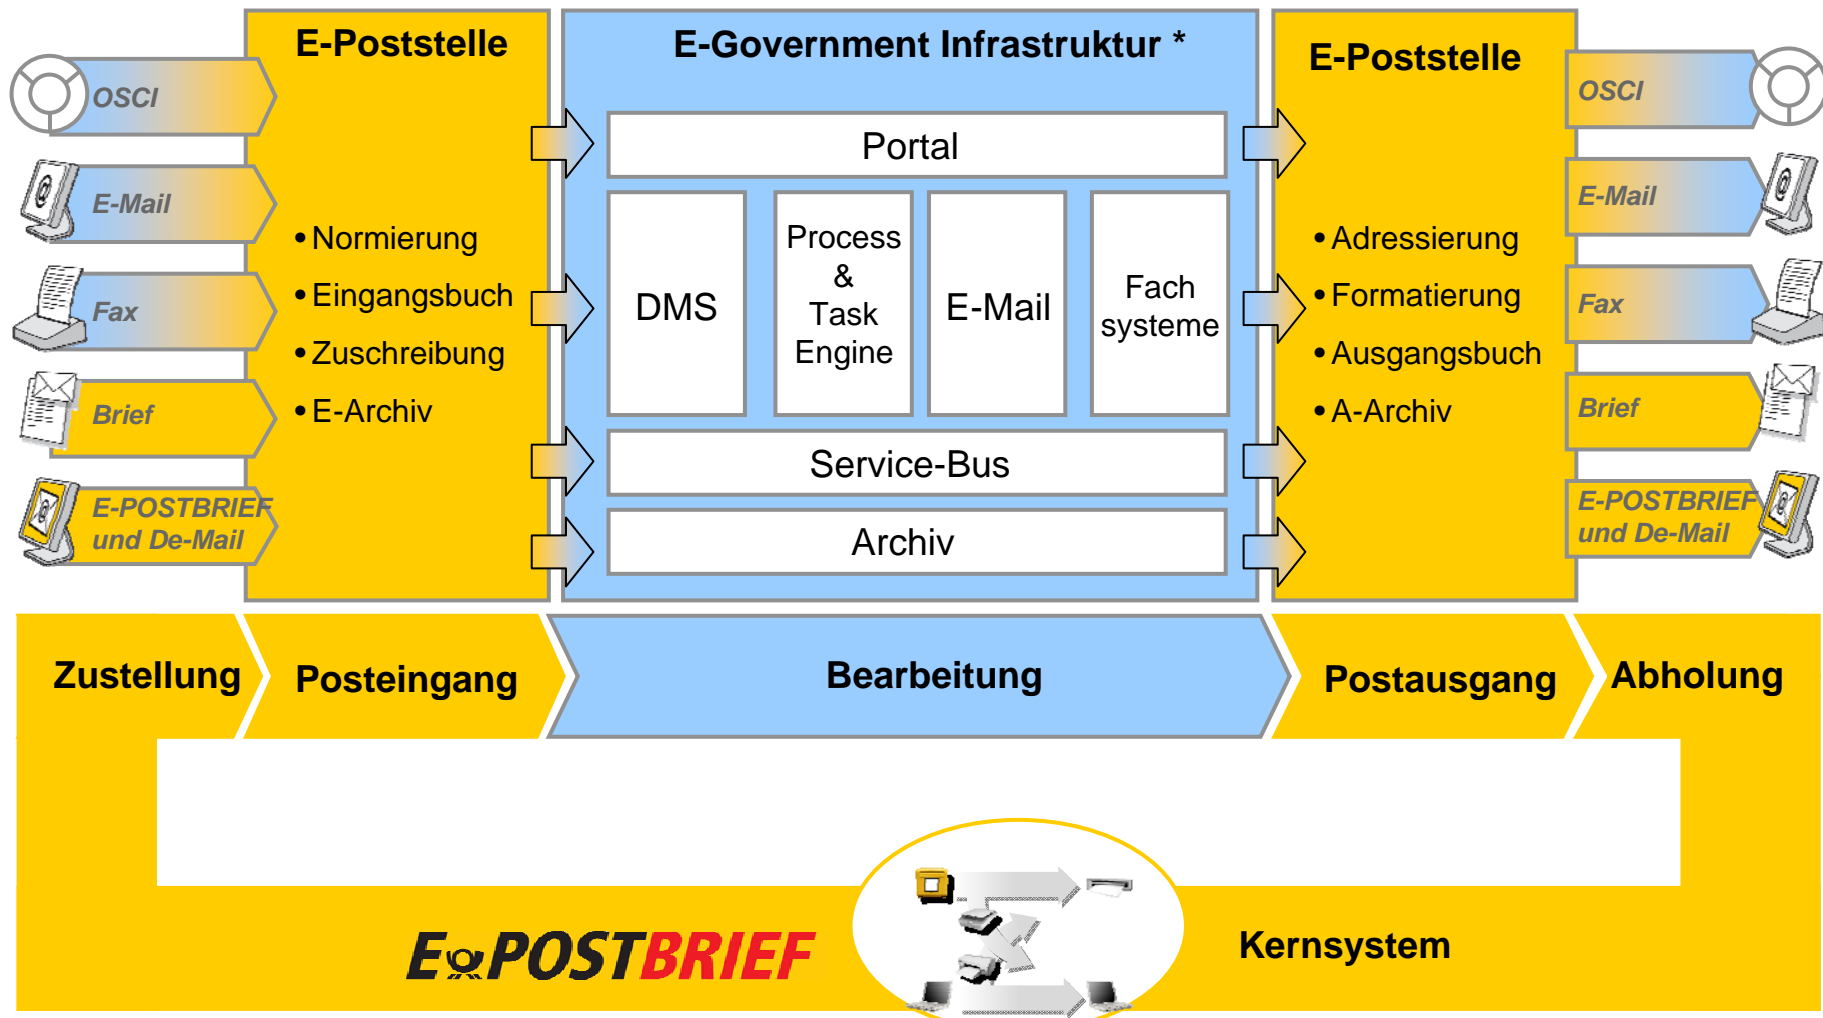 E-Poststelle
OSCI
E-Mail
Fax
Brief
E-POSTBRIEF
und De-Mail
• Normierung
• Eingangsbuch
• Zuschreibung
• E-Archiv
E-Government Infrastruktur *
Portal
DMS
Process
&
Task
Engine
E-Mail
Fach
systeme
Service-Bus
Archiv
E-Poststelle
• Adressierung
• Formatierung
• Ausgangsbuch
• A-Archiv
OSCI
E-Mail
Fax
Brief
E-POSTBRIEF
und De-Mail
Zustellung
Posteingang
Bearbeitung
Postausgang
Abholung
E POSTBRIEF
Kernsystem